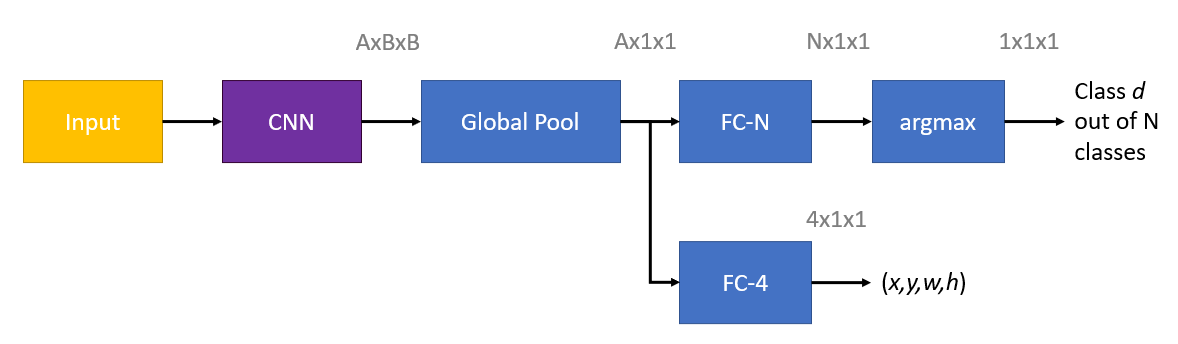 AxBxB
Ax1x1
Nx1x1
1x1x1
Input
CNN
Global Pool
FC-N
argmax
Class d
out of N
classes
4x1x1
FC-4
(x,y,w,h)